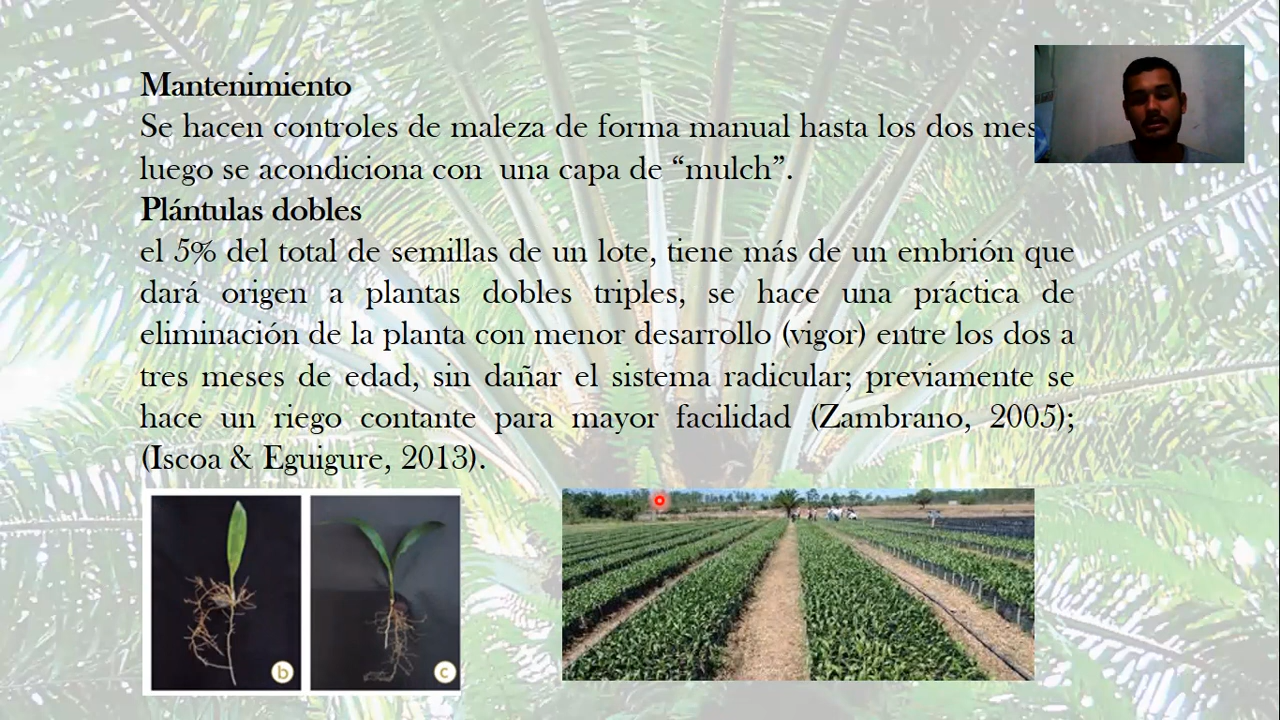 Mantenimiento
Se hacen controles de maleza de forma manual hasta los dos
luego se acondiciona con una capa de “mulch”.
Plántulas dobles
el 5% del total de semillas de un lote, tiene más de un embrión que
dará origen a plantas dobles triples, se hace una práctica de
eliminación de la planta con menor desarrollo (vigor) entre los dos a
tres meses de edad, sin dañar el sistema radicular; previamente se
hace un riego contante para mayor facilidad (Zambrano, 2005);
(Iscoa & Eguigure, 2013).
b
c